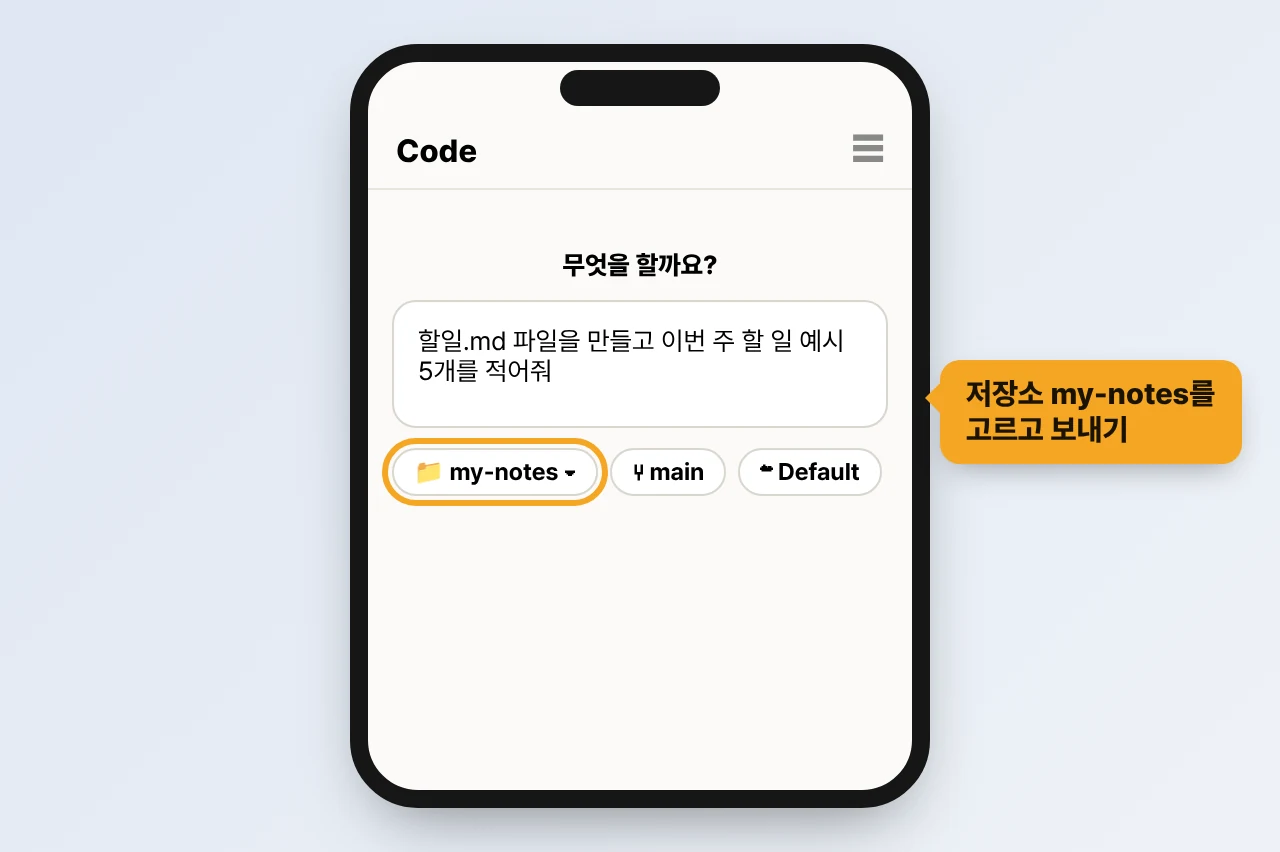 Code
무엇을 할까요?
할일.md 파일을 만들고 이번 주 할 일 예시
5개를 적어줘
my-notes
main
Default
저장소 my-notes를
고르고 보내기